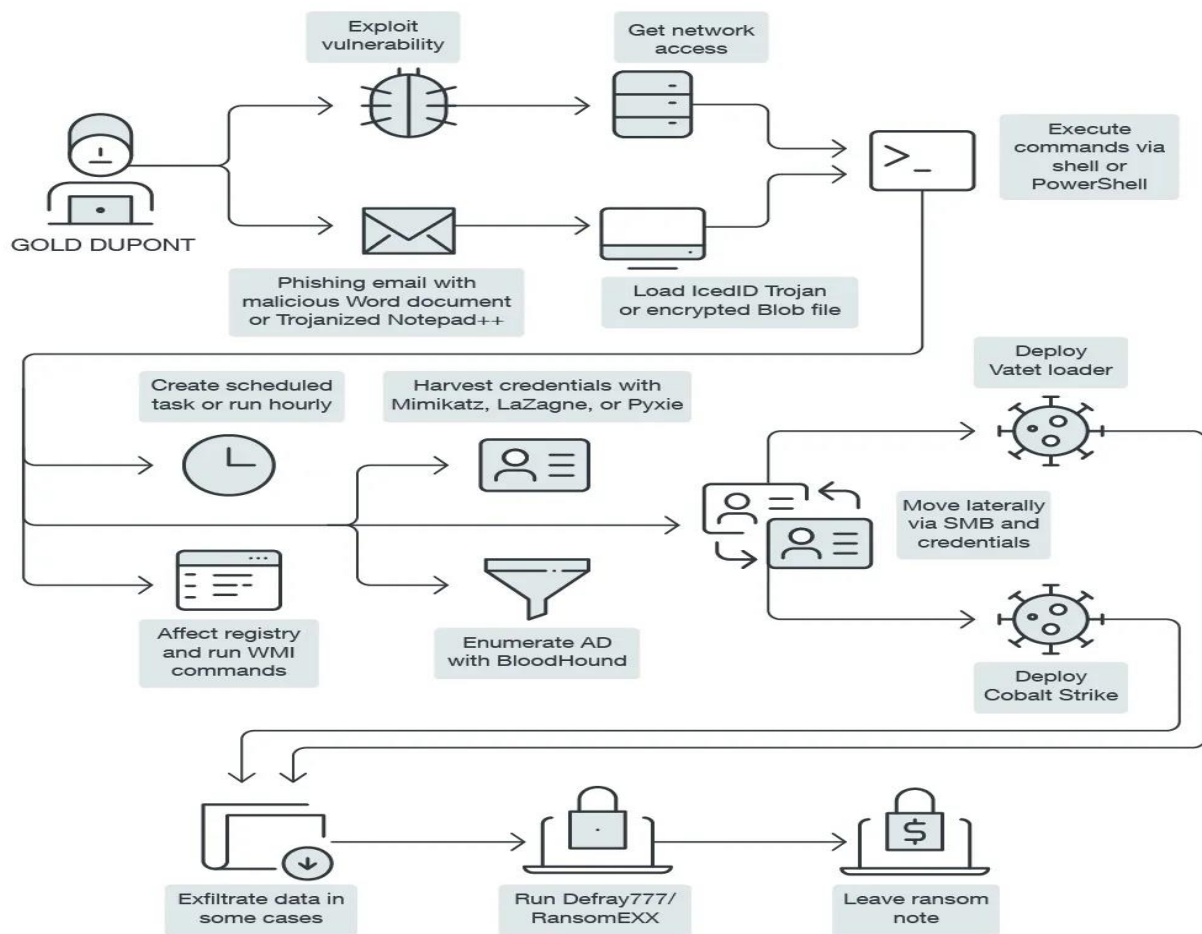 Exploit
vulnerability
Get network
access
>_
Execute
commands via
shell or
PowerShell
GOLD DUPONT
Phishing email with
malicious Word document
or Trojanized Notepad++
Load IcedID Trojan
or encrypted Blob file
Create scheduled
task or run hourly
Harvest credentials with
Mimikatz, LaZagne, or Pyxie
Deploy
Vatet loader
Move laterally
via SMB and
credentials
Affect registry
and run WMI
commands
Enumerate AD
with BloodHound
Deploy
Cobalt Strike
$
Exfiltrate data in
some cases
Run Defray777/
RansomEXX
Leave ransom
note